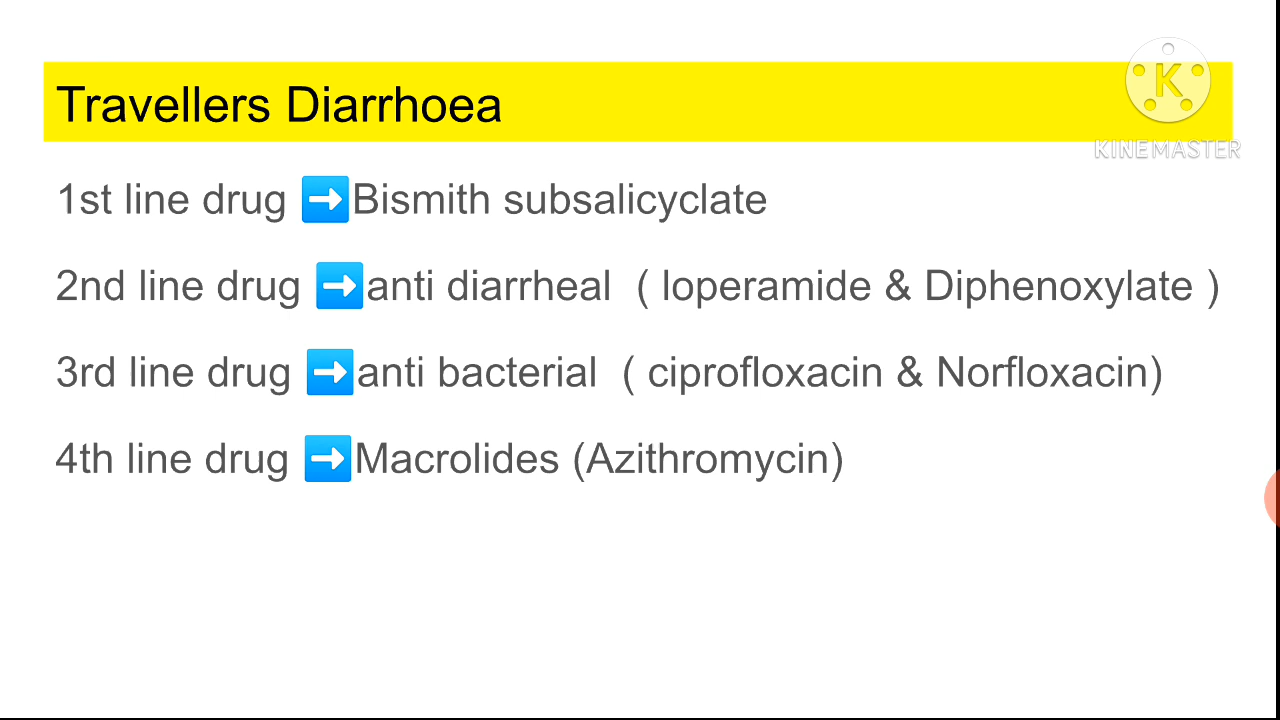 Travellers Diarrhoea
K
KINEMASTER
1st line drug ➡️Bismith subsalicyclate
2nd line drug ➡️anti diarrheal ( loperamide & Diphenoxylate )
3rd line drug ➡️anti bacterial ( ciprofloxacin & Norfloxacin)
4th line drug ➡️Macrolides (Azithromycin)